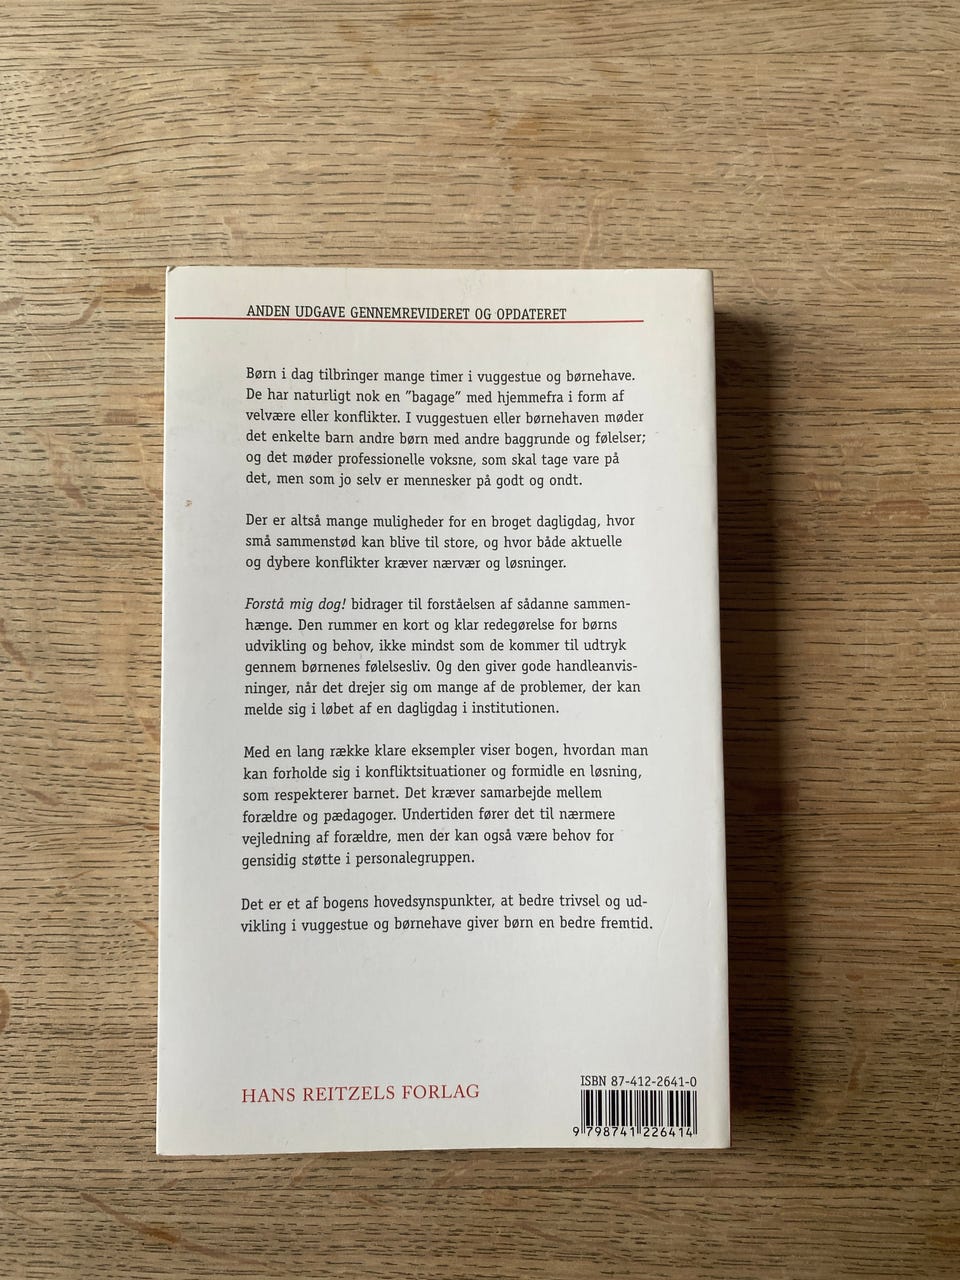 ANDEN UDGAVE GENNEMREVIDERET OG OPDATERET
Børn i dag tilbringer mange timer i vuggestue og børnehave.
De har naturligt nok en ”bagage” med hjemmefra i form af
velvære eller konflikter. I vuggestuen eller børnehaven møder
det enkelte barn andre børn med andre baggrunde og følelser;
og det møder professionelle voksne, som skal tage vare på
det, men som jo selv er mennesker på godt og ondt.
Der er altså mange muligheder for en broget dagligdag, hvor
små sammenstød kan blive til store, og hvor både aktuelle
og dybere konflikter kræver nærvær og løsninger.
Forstå mig dog! bidrager til forståelsen af sådanne sammen-
hænge. Den rummer en kort og klar redegørelse for børns
udvikling og behov, ikke mindst som de kommer til udtryk
gennem børnenes følelsesliv. Og den giver gode handleanvis-
ninger, når det drejer sig om mange af de problemer, der kan
melde sig i løbet af en dagligdag i institutionen.
Med en lang række klare eksempler viser bogen, hvordan man
kan forholde sig i konfliktsituationer og formidle en løsning,
som respekterer barnet. Det kræver samarbejde mellem
forældre og pædagoger. Undertiden fører det til nærmere
vejledning af forældre, men der kan også være behov for
gensidig støtte i personalegruppen.
Det er et af bogens hovedsynspunkter, at bedre trivsel og ud-
vikling i vuggestue og børnehave giver børn en bedre fremtid.
HANS REITZELS FORLAG
ISBN 87-412-2641-0
9 798741 226414